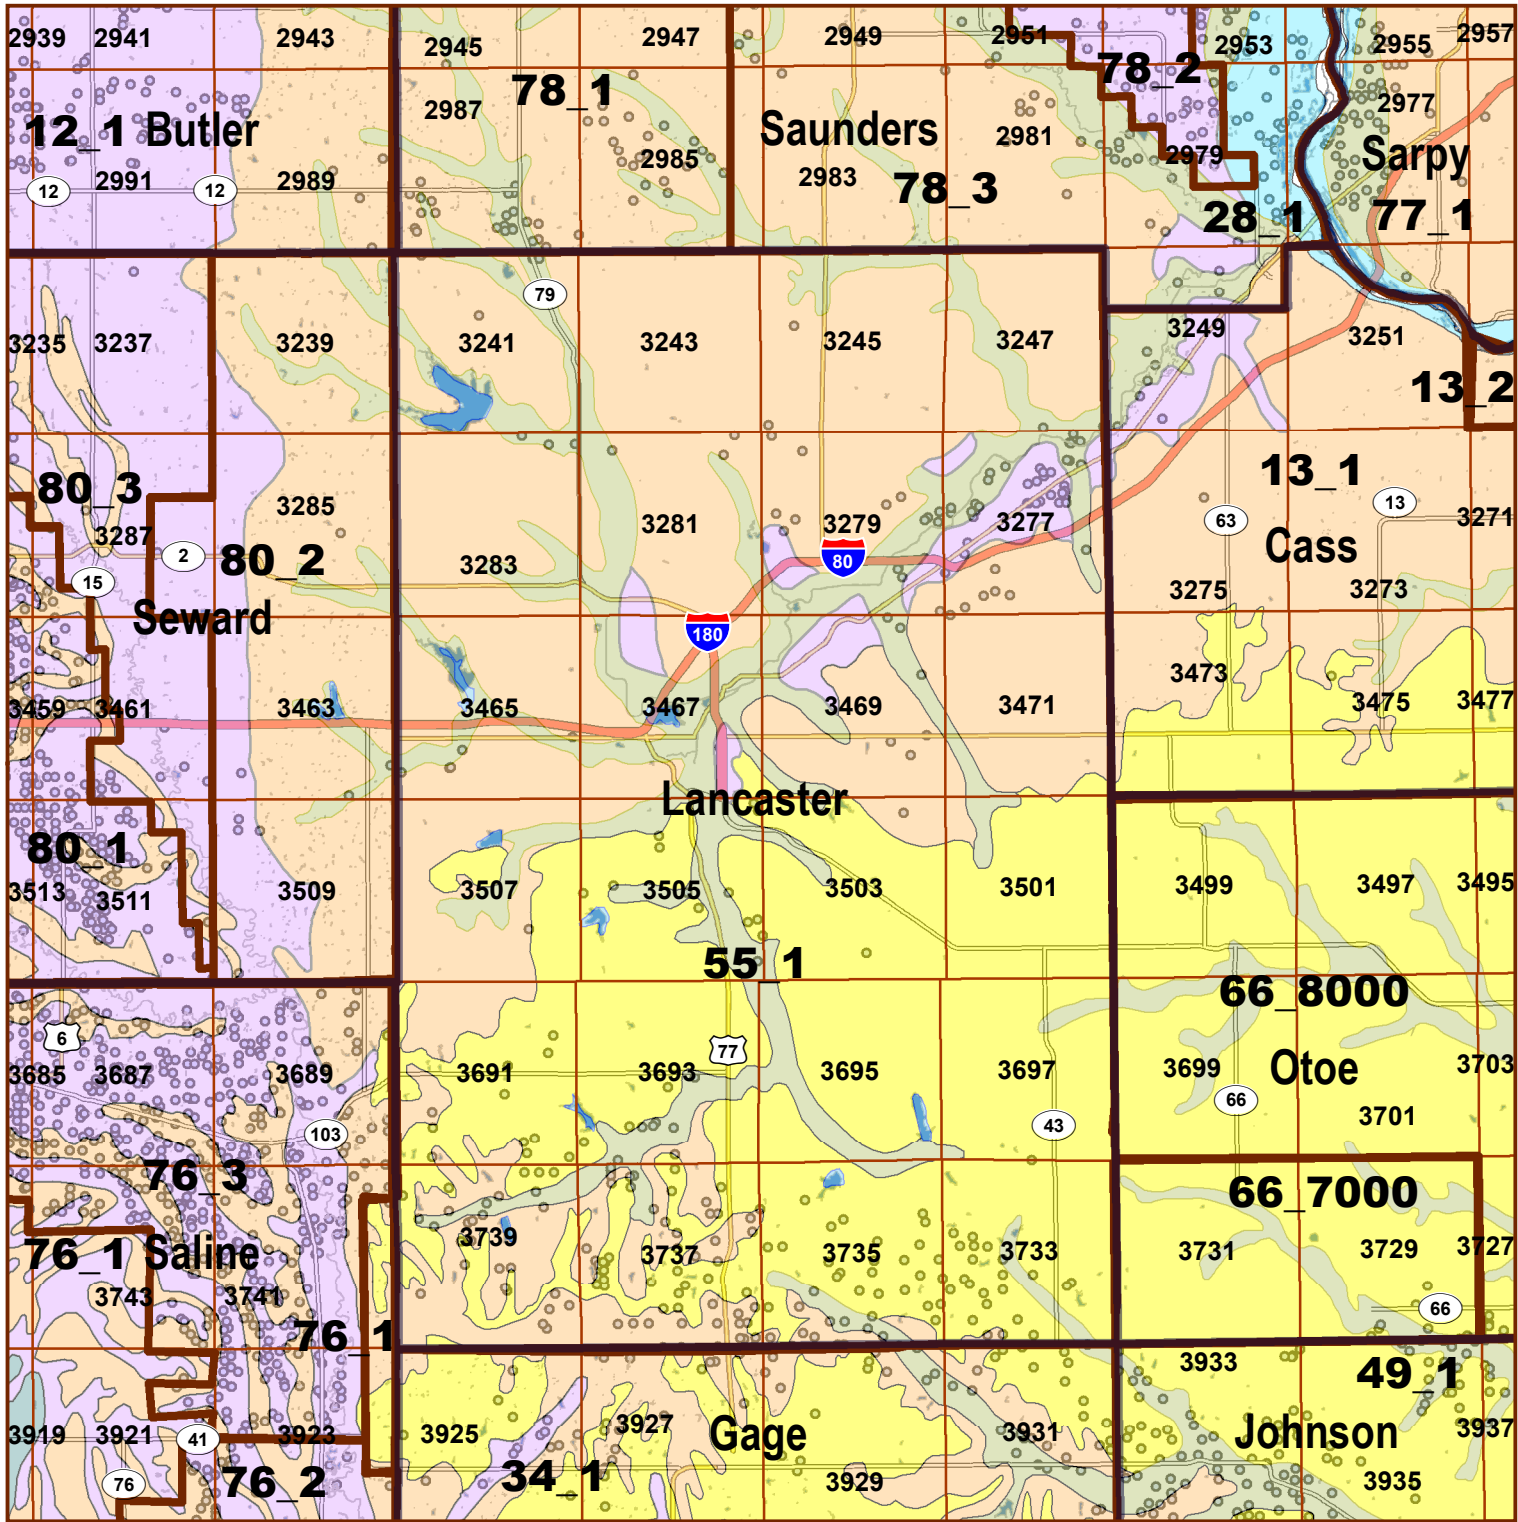 2939 2941 2943 2945 2947 2949 2951 2953 2955 2957
78_1 78_2
2987 2977
12_1 Butler Saunders 2981 Sarpy
2985 2979
2991 2989 2983 78_3
12 12
28_1 77_1
79
3235 3237 3239 3241 3243 3245 3247 3249 3251
13_2
80_3 13_1
3285 63 13 3271
3287 3281 3279 3277
2 80_2 3283 80 Cass
15 3275 3273
Seward 180
3473
3459 3461 3463 3465 3467 3469 3471 3475 3477
Lancaster
80_1
3513 3511 3509 3507 3505 3503 3501 3499 3497 3495
55_1
66_8000
6 77
3685 3687 3689 3691 3693 3695 3697 3699 Otoe 3703
66 3701
103 43
76_3 66_7000
76_1 Saline 3739 3737 3735 3733 3731 3729 3727
3743 3741
66
76_1
3933 49_1
3919 3921 41 3923 3925 3927 Gage 3931 Johnson 3937
76 76_2 34_1 3929 3935